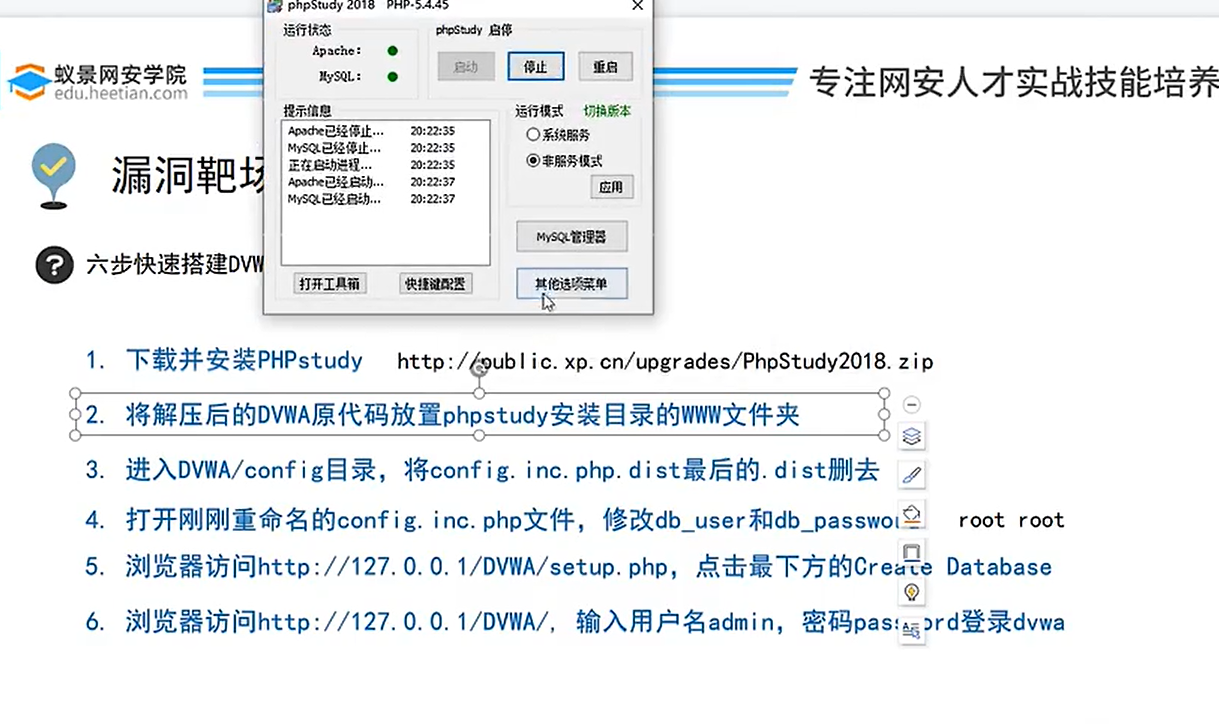 phpStudy 2018 PHP-5.4.45
运行状态
Apache:
MySQL:
phpStudy 启停
启动 停止 重启
提示信息
Apache已经停止... 20:22:35
MySQL已经停止... 20:22:35
正在启动进程... 20:22:35
Apache已经启动... 20:22:37
MySQL已经启动... 20:22:37
运行模式 切换版本
系统服务
非服务模式
应用
MySQL管理器
打开工具箱 快捷键配置 其他选项菜单
蚁景网安学院
edu.heetian.com
专注网安人才实战技能培养
漏洞靶场
六步快速搭建DVW
1. 下载并安装PHPstudy http://public.xp.cn/upgrades/PhpStudy2018.zip
2. 将解压后的DVWA原代码放置phpstudy安装目录的WWW文件夹
3. 进入DVWA/config目录，将config.inc.php.dist最后的.dist删去
4. 打开刚刚重命名的config.inc.php文件，修改db_user和db_passwo root root
5. 浏览器访问http://127.0.0.1/DVWA/setup.php，点击最下方的Create Database
6. 浏览器访问http://127.0.0.1/DVWA/, 输入用户名admin，密码password登录dvwa